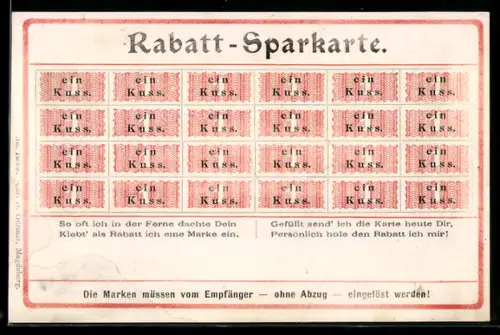 Rabatt-Sparkarte.
ein ein ein ein ein ein
Kuss. Kuss. Kuss. Kuss. Kuss. Kuss.
ein ein ein ein ein ein
Kuss. Kuss. Kuss. Kuss. Kuss. Kuss.
ein ein ein ein ein ein
Kuss. Kuss. Kuss. Kuss. Kuss. Kuss.
ein ein ein ein ein ein
Kuss. Kuss. Kuss. Kuss. Kuss. Kuss.
So oft ich in der Ferne dachte Dein
Klebt' als Rabatt ich eine Marke ein.
Gefüllt send' ich die Karte heute Dir,
Persönlich hole den Rabatt ich mir!
Die Marken müssen vom Empfänger — ohne Abzug — eingelöst werden!
Magdeburg.